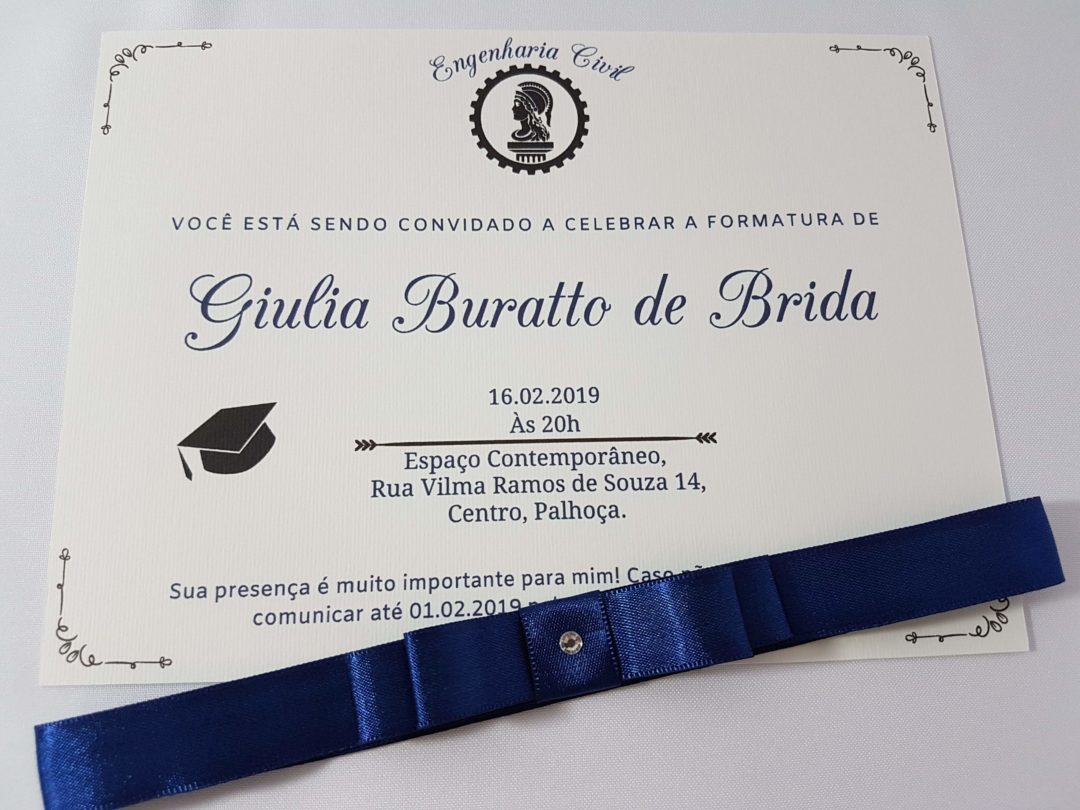 Engenharia Civil
VOCÊ ESTÁ SENDO CONVIDADO A CELEBRAR A FORMATURA DE
Giulia Buratto de Brida
16.02.2019
Às 20h
Espaço Contemporâneo,
Rua Vilma Ramos de Souza 14,
Centro, Palhoça.
Sua presença é muito importante para mim! Caso
comunicar até 01.02.2019